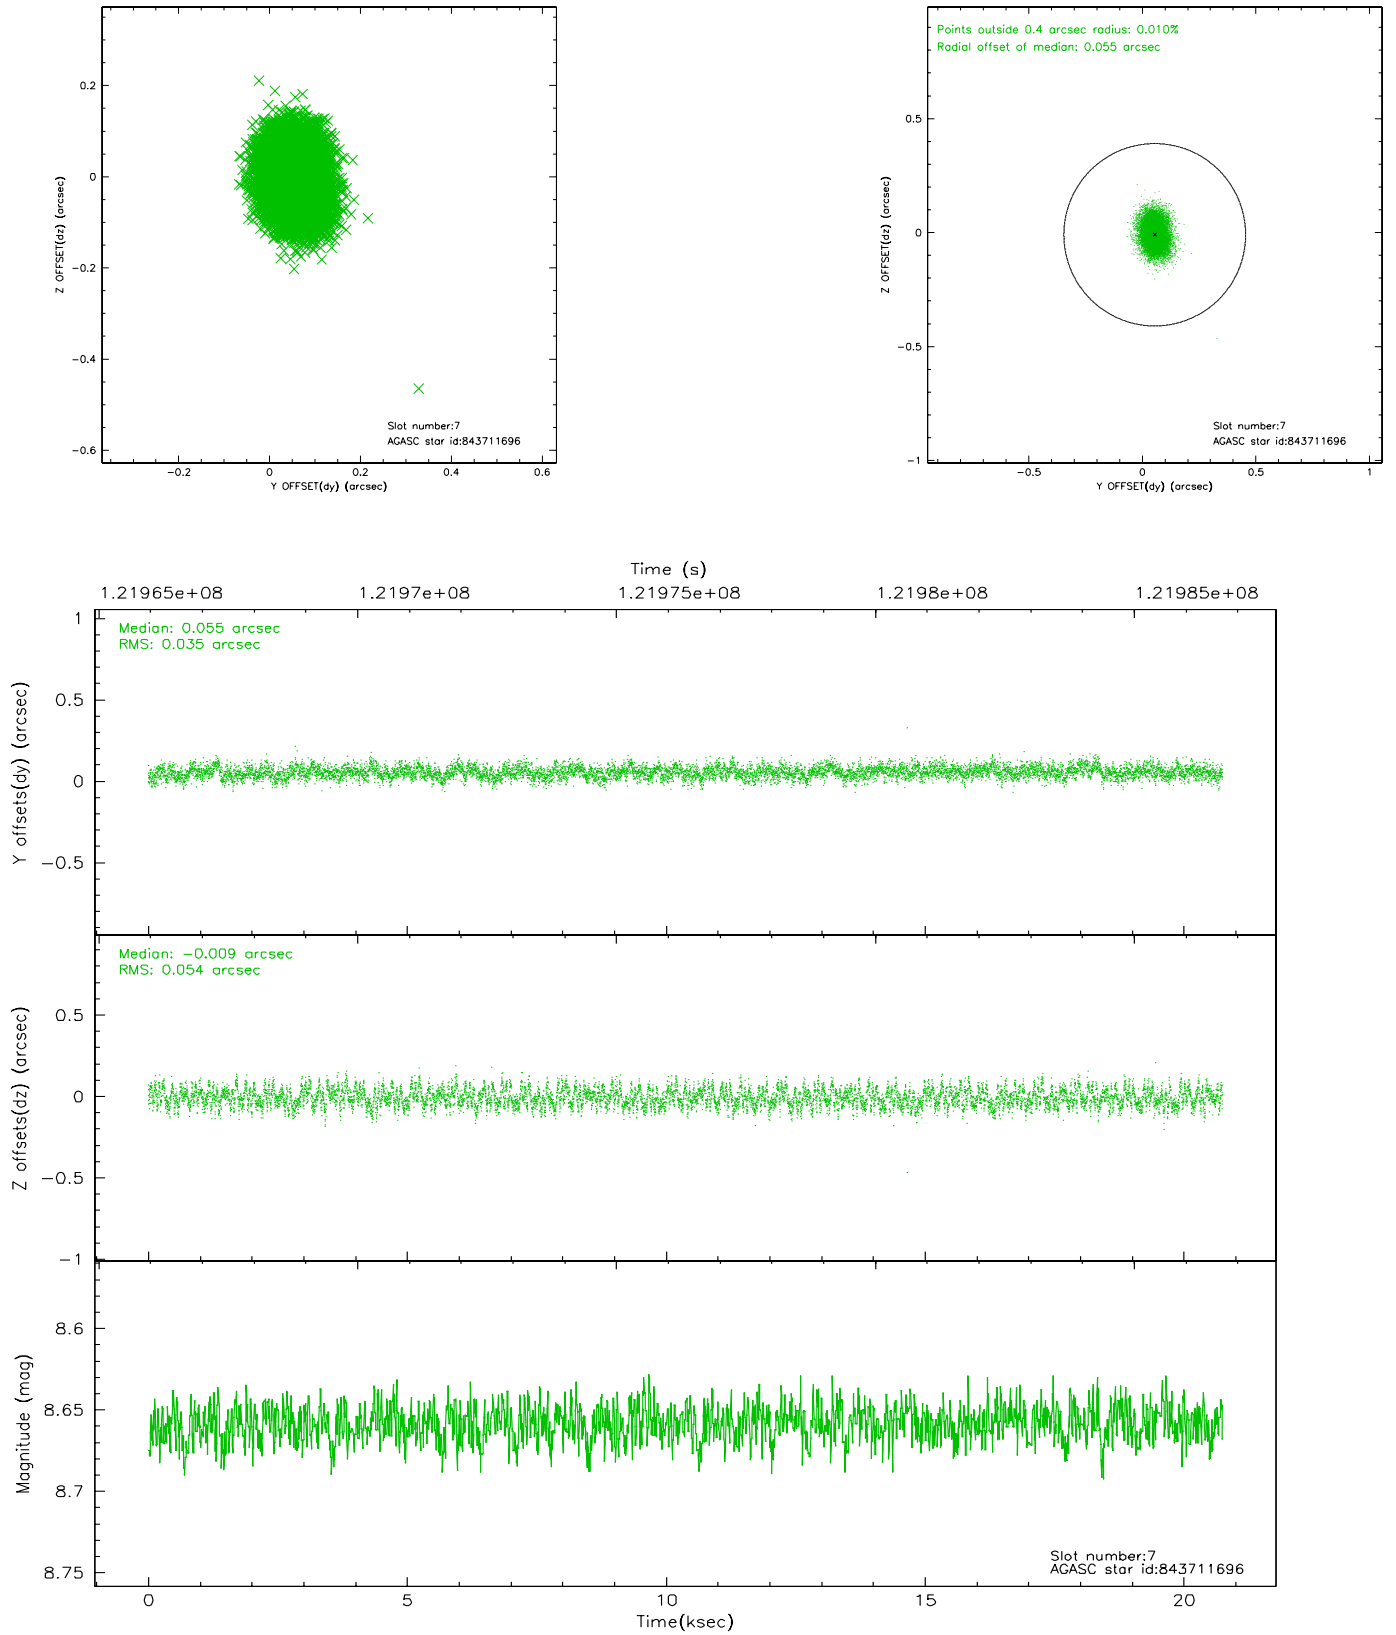 0.2
0
−0.2
−0.4
−0.6
Z OFFSET(dz) (arcsec)
Slot number:7
AGASC star id:843711696
−0.2 0 0.2 0.4 0.6
Y OFFSET(dy) (arcsec)
Points outside 0.4 arcsec radius: 0.010%
Radial offset of median: 0.055 arcsec
0.5
0
−0.5
−1
Z OFFSET(dz) (arcsec)
Slot number:7
AGASC star id:843711696
−0.5 0 0.5 1
Y OFFSET(dy) (arcsec)
Time (s)
1.21965e+08 1.2197e+08 1.21975e+08 1.2198e+08 1.21985e+08
Median: 0.055 arcsec
RMS: 0.035 arcsec
1
0.5
0
−0.5
Y offsets(dy) (arcsec)
Median: −0.009 arcsec
RMS: 0.054 arcsec
0.5
0
−0.5
−1
Z offsets(dz) (arcsec)
8.6
8.65
8.7
8.75
Magnitude (mag)
Slot number:7
AGASC star id:843711696
0 5 10 15 20
Time(ksec)